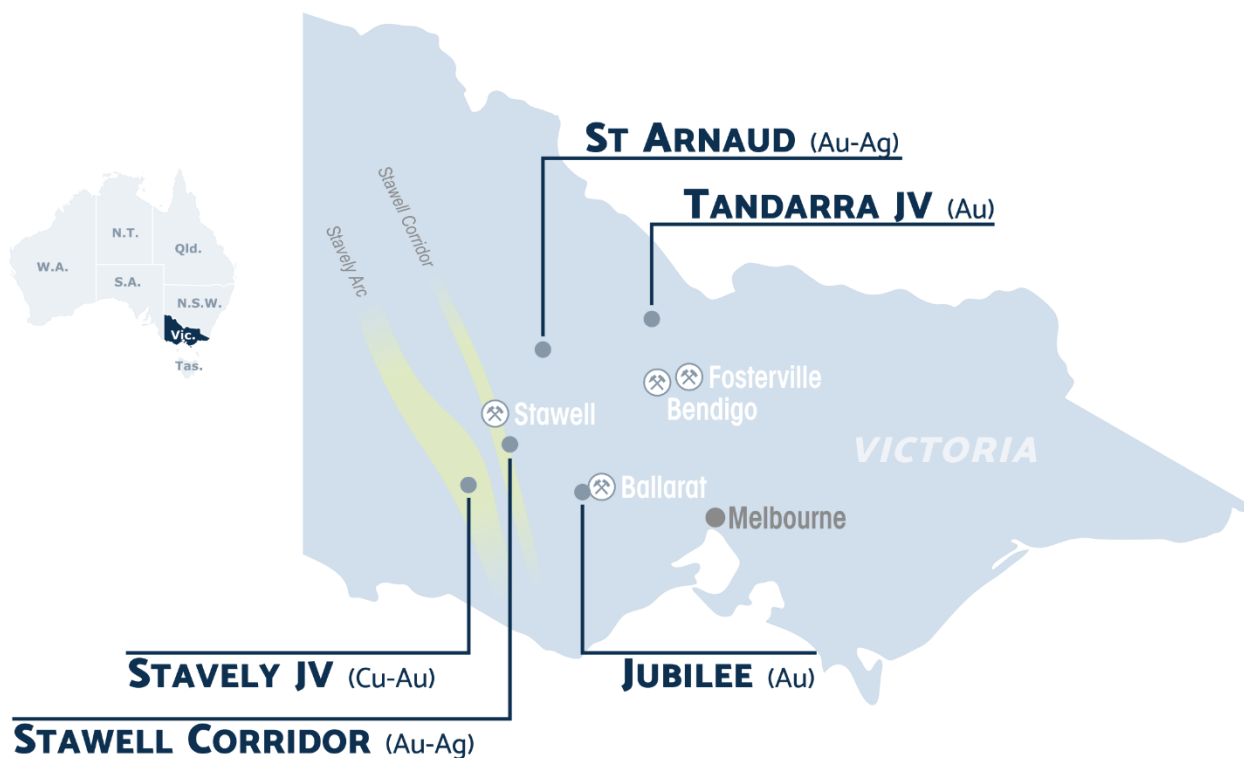 ST ARNAUD (Au-Ag)
TANDARRA JV (Au)
Stawell Corridor
Stavely Arc
N.T.
Qld.
W.A.
S.A.
N.S.W.
Vic.
Tas.
Fosterville
Bendigo
Stawell
VICTORIA
Ballarat
Melbourne
STAVELY JV (Cu-Au)
JUBILEE (Au)
STAWELL CORRIDOR (Au-Ag)